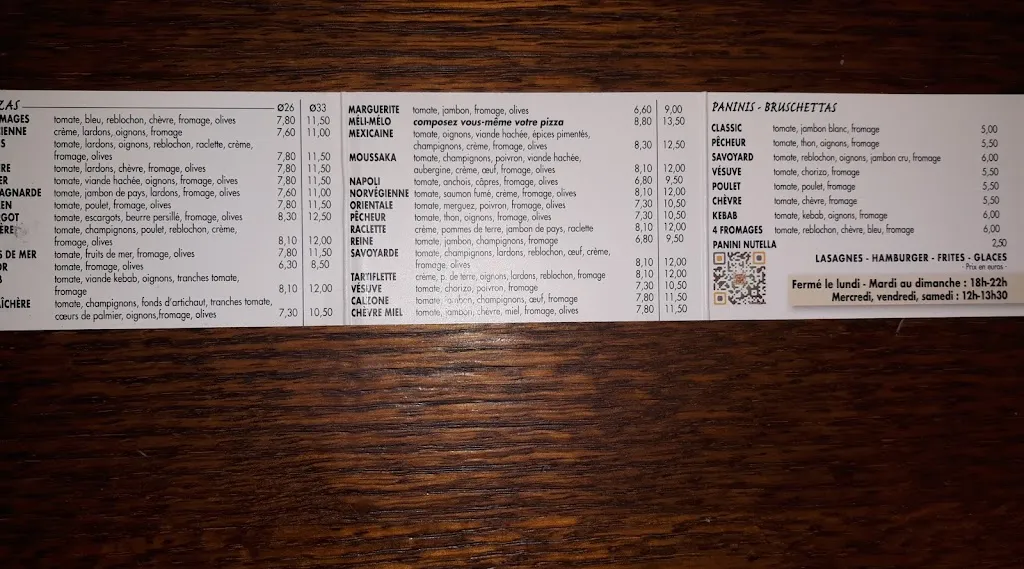 ZAS Ø26 Ø33
MAGES tomate, bleu, reblochon, chèvre, fromage, olives 7,80 11,50
IENNE crème, lardons, oignons, fromage 7,60 11,00
S tomate, lardons, oignons, reblochon, raclette, crème,
fromage, olives 7,80 11,50
RE tomate, lardons, chèvre, fromage, olives 7,80 11,50
ER tomate, viande hachée, oignons, fromage, olives 7,80 11,50
AGNARDE tomate, jambon de pays, lardons, fromage 7,60 11,00
EN tomate, poulet, fromage, olives 7,80 11,50
RGOT tomate, escargots, beurre persillé, fromage, olives 8,30 12,50
ÈRE tomate, champignons, poulet, reblochon, crème,
fromage, olives 8,10 12,00
S DE MER tomate, fruits de mer, fromage, olives 7,80 11,50
OR tomate, fromage, olives 6,30 8,50
tomate, viande kebab, oignons, tranches tomate,
fromage 8,10 12,00
AÎCHÈRE tomate, champignons, fonds d'artichaut, tranches tomate,
cœurs de palmier, oignons,fromage, olives 7,30 10,50
MARGUERITE tomate, jambon, fromage, olives 6,60 9,00
MÉLI-MÉLO composez vous-même votre pizza 8,80 13,50
MEXICAINE tomate, oignons, viande hachée, épices pimentés,
champignons, crème, fromage, olives 8,30 12,50
MOUSSAKA tomate, champignons, poivron, viande hachée,
aubergine, crème, œuf, fromage, olives 8,10 12,00
NAPOLI tomate, anchois, câpres, fromage, olives 6,80 9,50
NORVÉGIENNE tomate, saumon fumé, crème, fromage, olives 8,10 12,00
ORIENTALE tomate, merguez, poivron, fromage, olives 7,30 10,50
PÊCHEUR tomate, thon, oignons, fromage, olives 7,30 10,50
RACLETTE crème, pommes de terre, jambon de pays, raclette 8,10 12,00
REINE tomate, jambon, champignons, fromage 6,80 9,50
SAVOYARDE tomate, champignons, lardons, reblochon, œuf, crème,
fromage, olives 8,10 12,00
TARTIFLETTE crème, p. de terre, oignons, lardons, reblochon, fromage 8,10 12,00
VÉSUVE tomate, chorizo, poivron, fromage 7,30 10,50
CALZONE tomate, jambon, champignons, œuf, fromage 7,80 11,50
CHÈVRE MIEL tomate, jambon, chèvre, miel, fromage, olives 7,80 11,50
PANINIS - BRUSCHETTAS
CLASSIC tomate, jambon blanc, fromage 5,00
PÊCHEUR tomate, thon, oignons, fromage 5,50
SAVOYARD tomate, reblochon, oignons, jambon cru, fromage 6,00
VÉSUVE tomate, chorizo, fromage 5,50
POULET tomate, poulet, fromage 5,50
CHÈVRE tomate, chèvre, fromage 5,50
KEBAB tomate, kebab, oignons, fromage 6,00
4 FROMAGES tomate, reblochon, chèvre, bleu, fromage 6,00
PANINI NUTELLA 2,50
LASAGNES - HAMBURGER - FRITES - GLACES
- Prix en euros -
Fermé le lundi - Mardi au dimanche : 18h-22h
Mercredi, vendredi, samedi : 12h-13h30